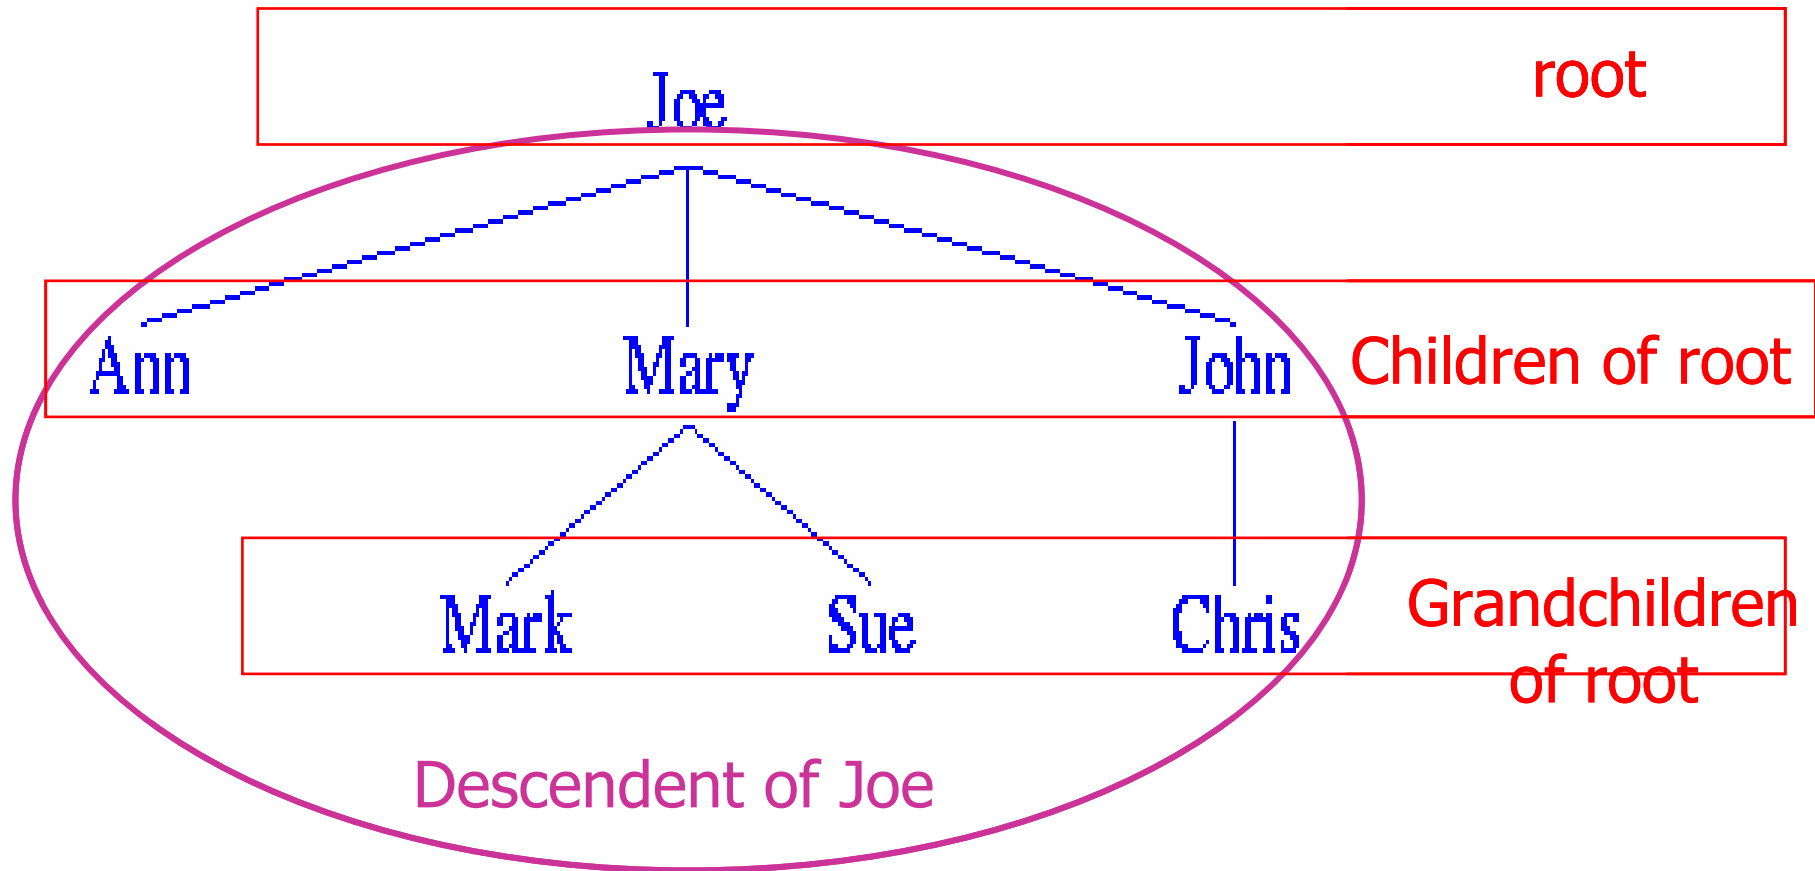 root
Joe
Ann Mary John Children of root
Mark Sue Chris Grandchildren
of root
Descendent of Joe